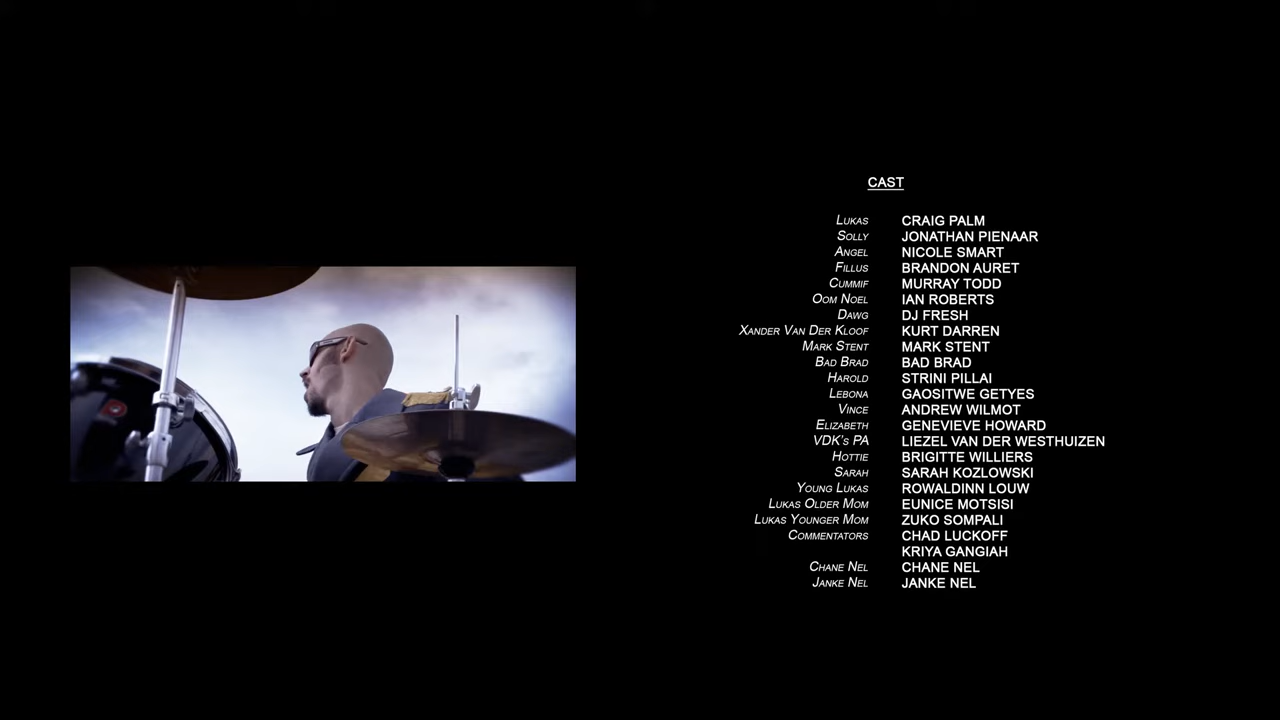 CAST
LUKAS CRAIG PALM
SOLLY JONATHAN PIENAAR
ANGEL NICOLE SMART
FILLUS BRANDON AURET
CUMMIF MURRAY TODD
OOM NOEL IAN ROBERTS
DAWG DJ FRESH
XANDER VAN DER KLOOF KURT DARREN
MARK STENT MARK STENT
BAD BRAD BAD BRAD
HAROLD STRINI PILLAI
LEBONA GAOSITWE GETYES
VINCE ANDREW WILMOT
ELIZABETH GENEVIEVE HOWARD
VDK's PA LIEZEL VAN DER WESTHUIZEN
HOTTIE BRIGITTE WILLIERS
SARAH SARAH KOZLOWSKI
YOUNG LUKAS ROWALDINN LOUW
LUKAS OLDER MOM EUNICE MOTSISI
LUKAS YOUNGER MOM ZUKO SOMPALI
COMMENTATORS CHAD LUCKOFF
KRIYA GANGIAH
CHANE NEL CHANE NEL
JANKE NEL JANKE NEL